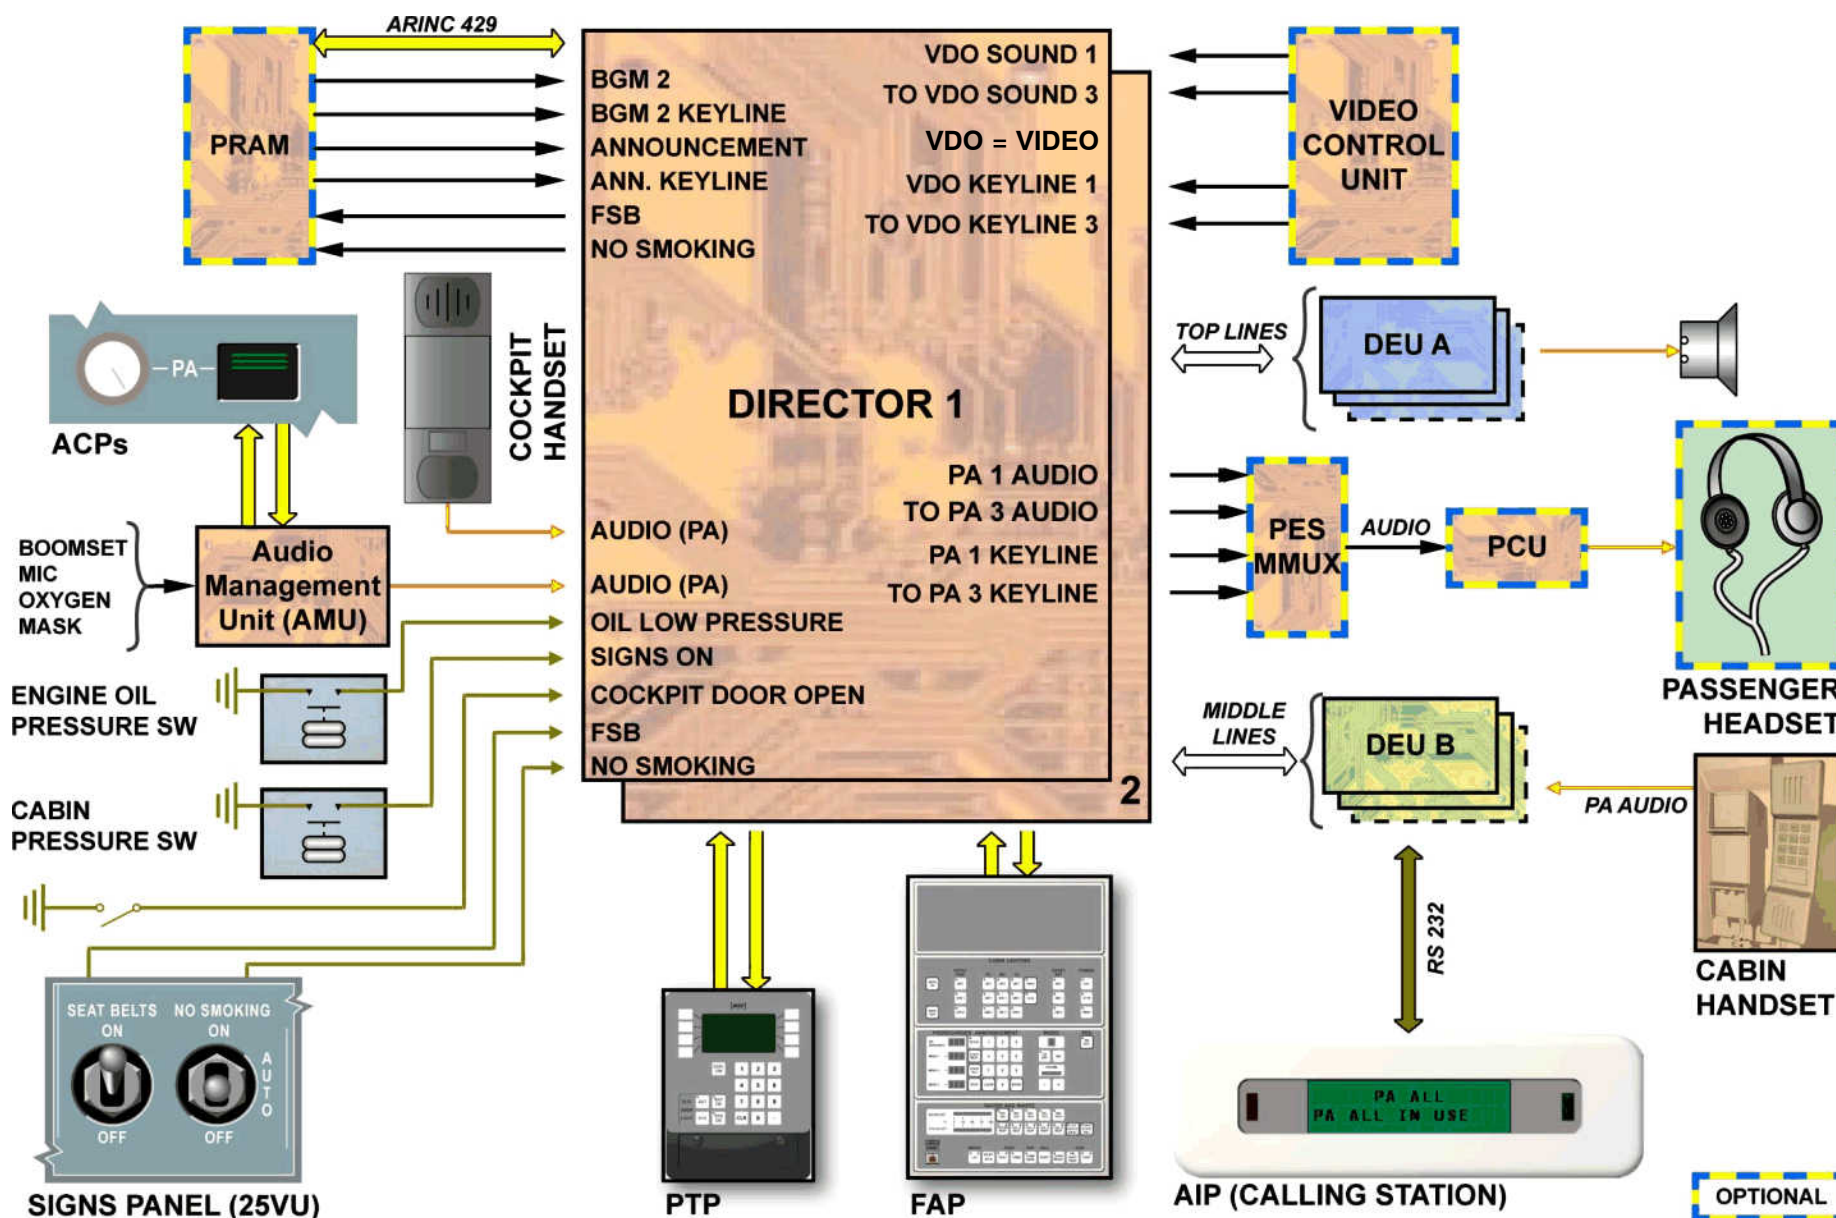 ARINC 429
PRAM
BGM 2
BGM 2 KEYLINE
ANNOUNCEMENT
ANN. KEYLINE
FSB
NO SMOKING
VDO SOUND 1
TO VDO SOUND 3
VDO = VIDEO
VDO KEYLINE 1
TO VDO KEYLINE 3
VIDEO
CONTROL
UNIT
PA
ACPs
COCKPIT
HANDSET
DIRECTOR 1
2
TOP LINES
DEU A
BOOMSET
MIC
OXYGEN
MASK
Audio
Management
Unit (AMU)
AUDIO (PA)
AUDIO (PA)
OIL LOW PRESSURE
SIGNS ON
COCKPIT DOOR OPEN
FSB
NO SMOKING
PA 1 AUDIO
TO PA 3 AUDIO
PA 1 KEYLINE
TO PA 3 KEYLINE
PES
MMUX
AUDIO
PCU
PASSENGER
HEADSET
ENGINE OIL
PRESSURE SW
CABIN
PRESSURE SW
MIDDLE
LINES
DEU B
PA AUDIO
CABIN
HANDSET
RS 232
SEAT BELTS
ON
OFF
NO SMOKING
ON
AUTO
OFF
SIGNS PANEL (25VU)
PTP
FAP
PA ALL
PA ALL IN USE
AIP (CALLING STATION)
OPTIONAL